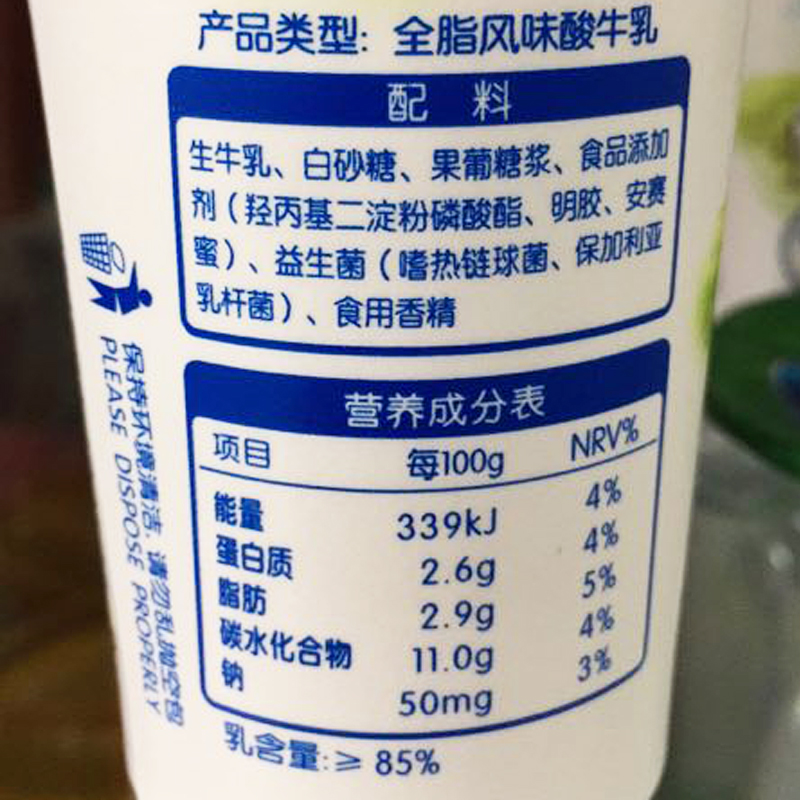 产品类型: 全脂风味酸牛乳
配 料
生牛乳、白砂糖、果葡糖浆、食品添加
剂（羟丙基二淀粉磷酸酯、明胶、安赛
蜜）、益生菌（嗜热链球菌、保加利亚
乳杆菌）、食用香精
营养成分表
项目 每100g NRV%
能量 339kJ 4%
蛋白质 2.6g 4%
脂肪 2.9g 5%
碳水化合物 11.0g 4%
钠 50mg 3%
乳含量:≥ 85%
保持环境清洁, 请勿乱抛空包
PLEASE DISPOSE PROPERLY